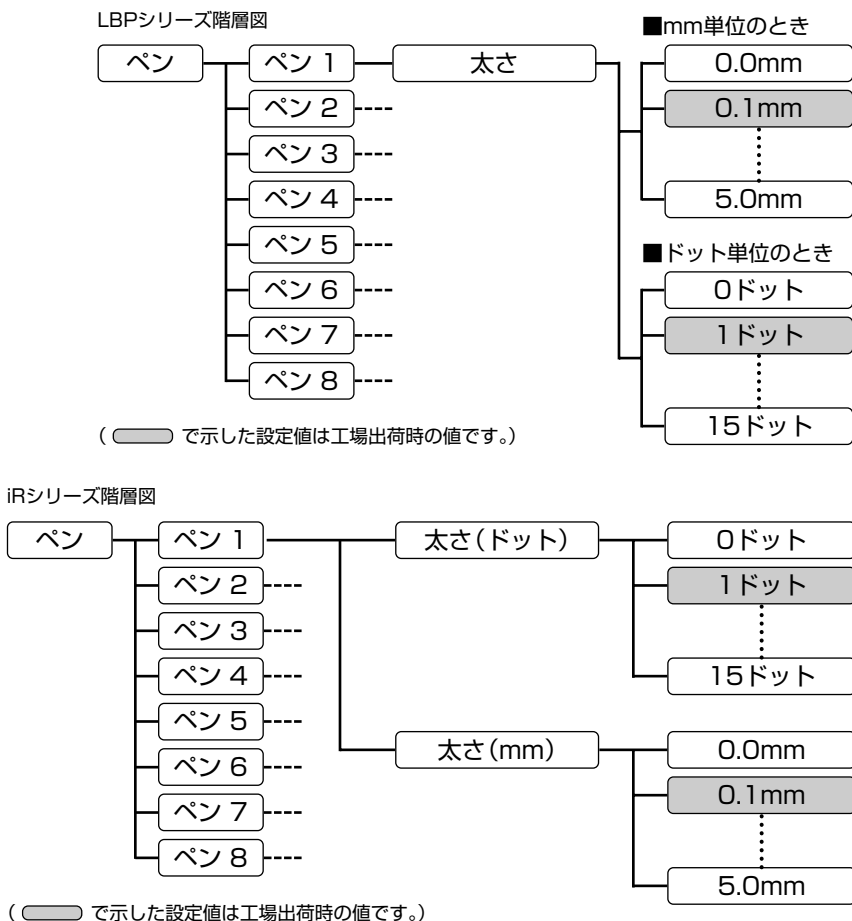 LBPシリーズ階層図
■mm単位のとき
ペン
ペン 1
太さ
0.0mm
ペン 2
0.1mm
ペン 3
ペン 4
5.0mm
ペン 5
■ドット単位のとき
ペン 6
0ドット
ペン 7
1ドット
ペン 8
15ドット
( で示した設定値は工場出荷時の値です。)
iRシリーズ階層図
ペン
ペン 1
太さ(ドット)
0ドット
ペン 2
1ドット
ペン 3
ペン 4
15ドット
ペン 5
太さ(mm)
0.0mm
ペン 6
0.1mm
ペン 7
ペン 8
5.0mm
( で示した設定値は工場出荷時の値です。)